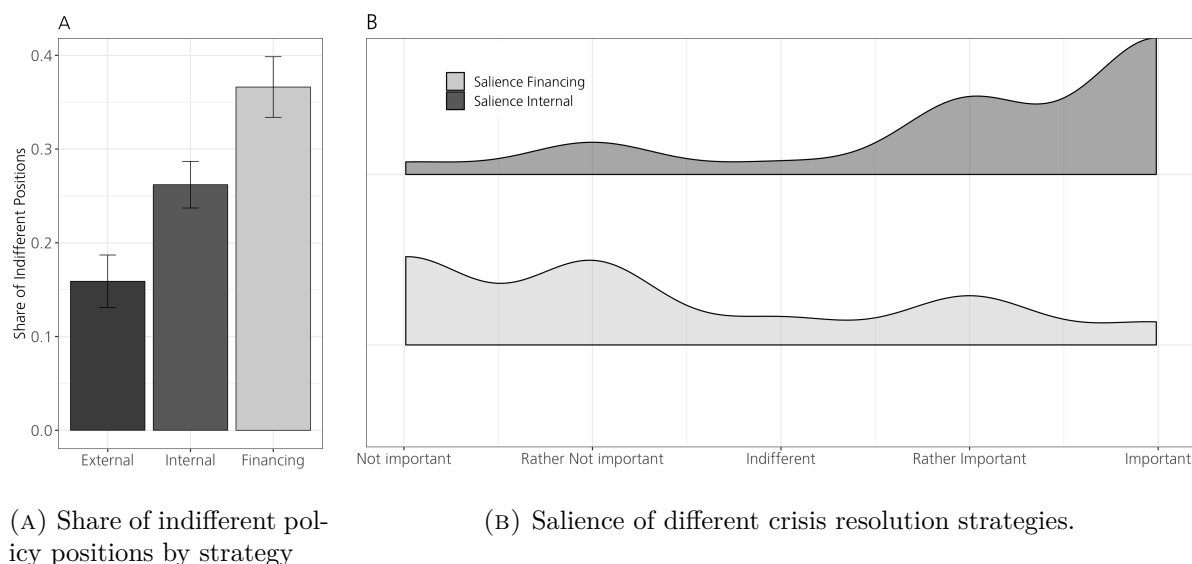 A
B
0.4
0.3
0.2
0.1
0.0
Share of Indifferent Positions
External Internal Financing
Salience Financing
Salience Internal
Not important Rather Not important Indifferent Rather Important Important
(A) Share of indifferent pol-
icy positions by strategy
(B) Salience of different crisis resolution strategies.